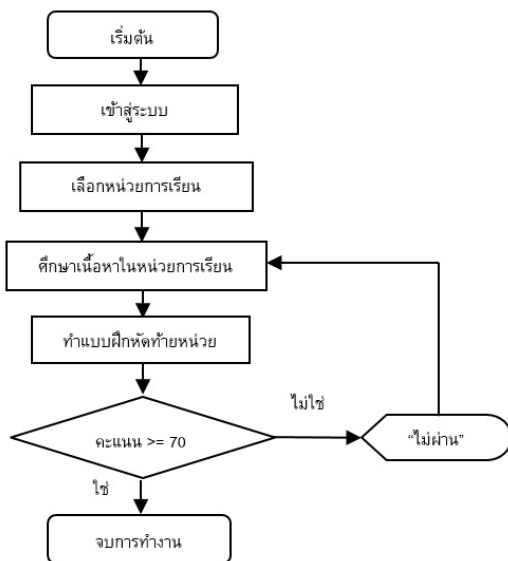 เริ่มต้น
เข้าสู่ระบบ
เลือกหน่วยการเรียน
ศึกษาเนื้อหาในหน่วยการเรียน
ทำแบบฝึกหัดท้ายหน่วย
คะแนน >= 70
ไม่ใช่
“ไม่ผ่าน”
ใช่
จบการทำงาน